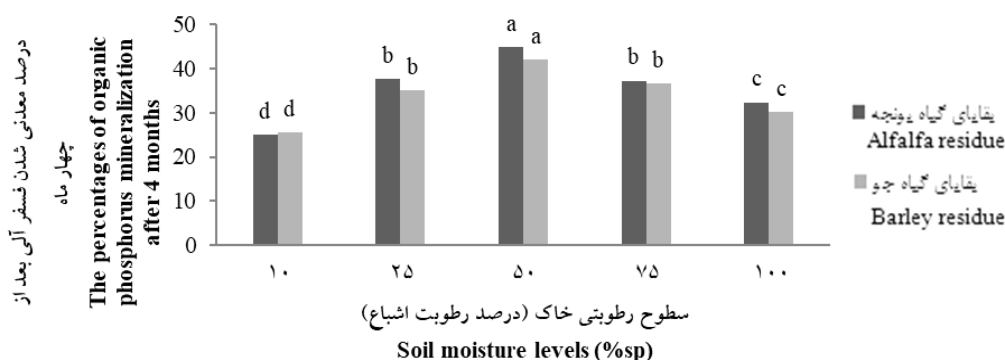 درصد معدنی شدن فسفر آلی بعد از
چهار ماه
The percentages of organic
phosphorus mineralization
after 4 months
50
40
30
20
10
0
d d
b b
a a
b b
c c
۱۰ ۲۵ ۵۰ ۷۵ ۱۰۰
سطوح رطوبتی خاک (درصد رطوبت اشباع)
Soil moisture levels (%sp)
بقایای گیاه یونجه
Alfalfa residue
بقایای گیاه جو
Barley residue